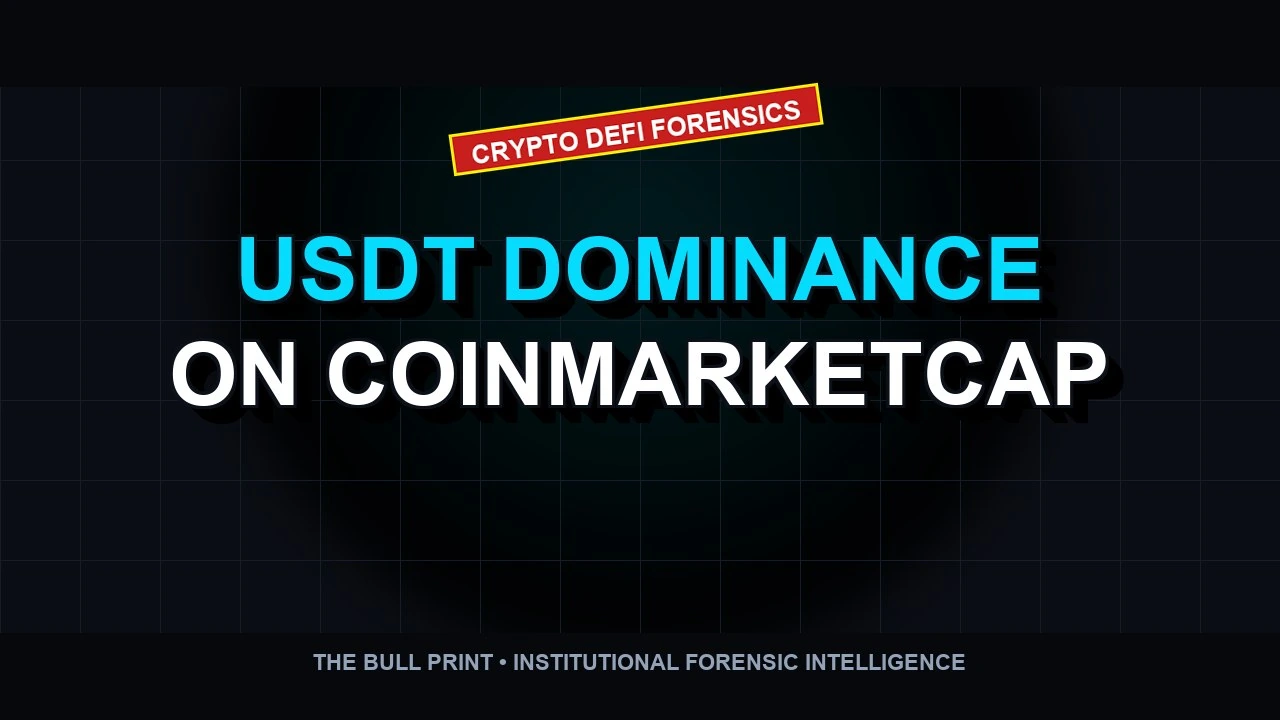 CRYPTO DEFI FORENSICS
USDT DOMINANCE
ON COINMARKETCAP
THE BULL PRINT • INSTITUTIONAL FORENSIC INTELLIGENCE